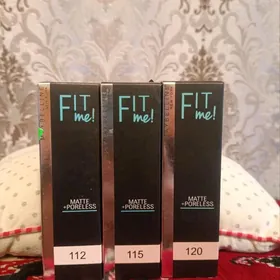 FIT
me!
MATTE
+PORELESS
112
FIT
me!
MATTE
+PORELESS
115
FIT
me!
MATTE
+PORELESS
120